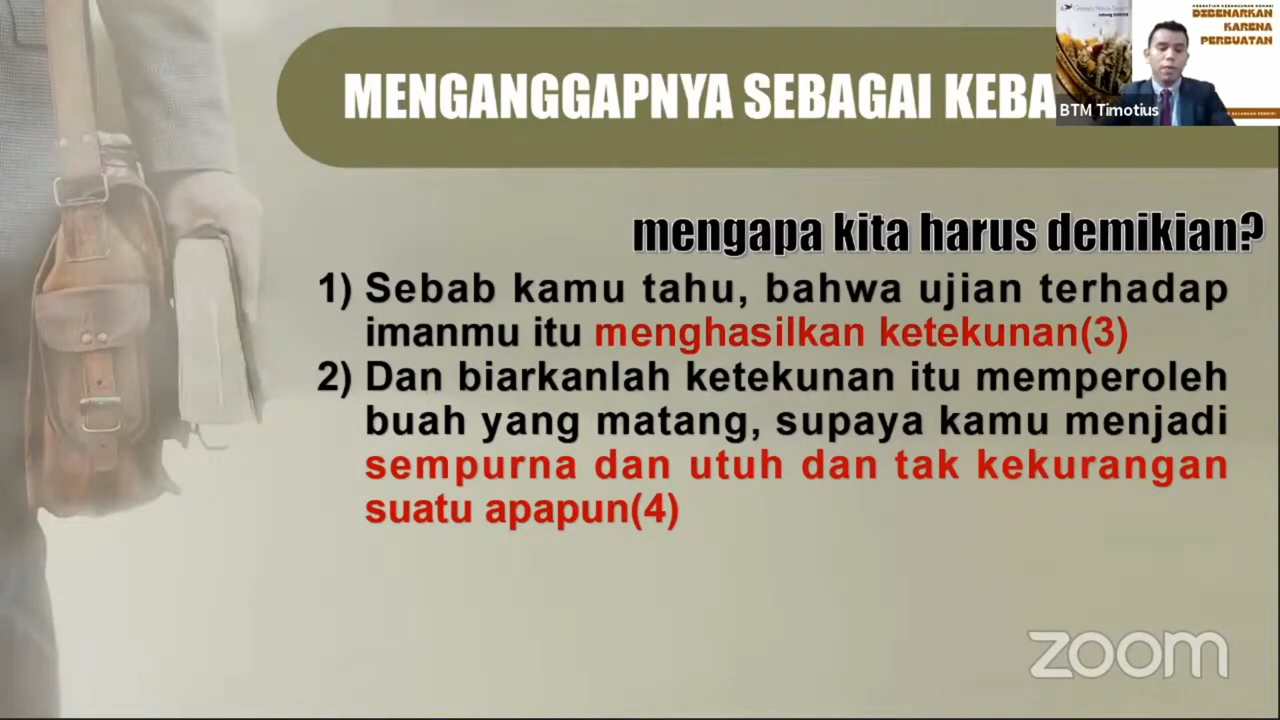 MENGANGGAPNYA SEBAGAI
DIBENARKAN
KARENA
PERBUATAN
BTM Timotius
mengapa kita harus demikian?
1) Sebab kamu tahu, bahwa ujian terhadap
imanmu itu menghasilkan ketekunan(3)
2) Dan biarkanlah ketekunan itu memperoleh
buah yang matang, supaya kamu menjadi
sempurna dan utuh dan tak kekurangan
suatu apapun(4)
zoom